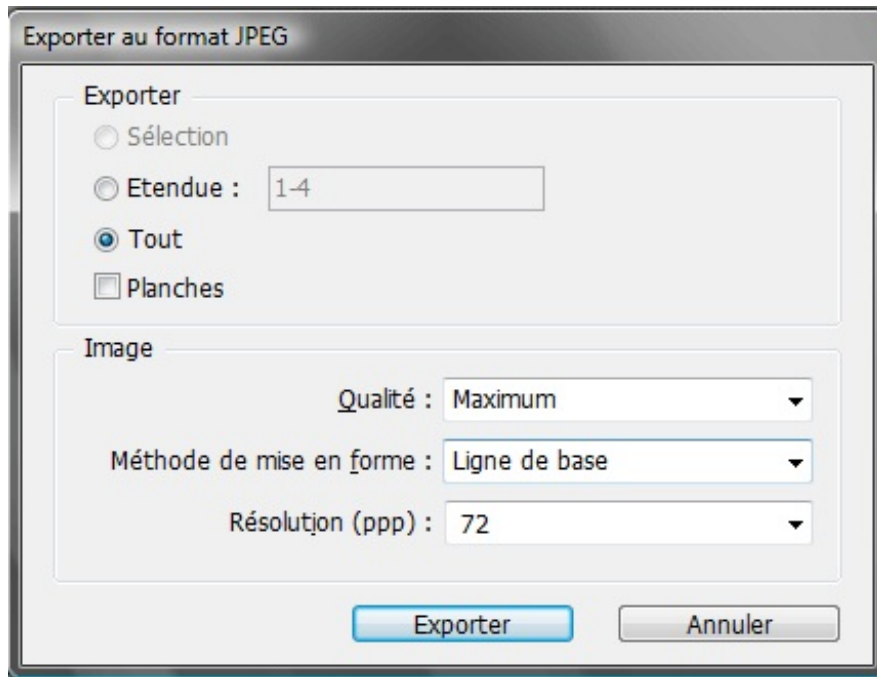 Exporter au format JPEG
Exporter
Sélection
Etendue : 1-4
Tout
Planches
Image
Qualité : Maximum
Méthode de mise en forme : Ligne de base
Résolution (ppp) : 72
Exporter Annuler